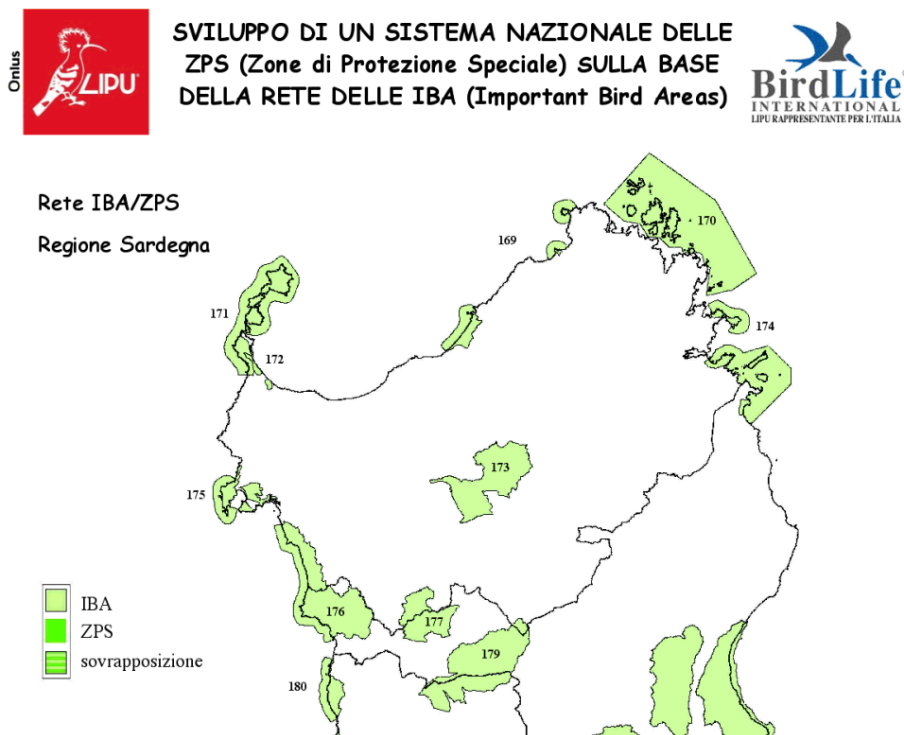 Onlus
LIPU
SVILUPPO DI UN SISTEMA NAZIONALE DELLE
ZPS (Zone di Protezione Speciale) SULLA BASE
DELLA RETE DELLE IBA (Important Bird Areas)
BirdLife
INTERNATIONAL
LIPU RAPPRESENTANTE PER L'ITALIA
Rete IBA/ZPS
Regione Sardegna
170
169
171
174
172
173
175
176
177
179
180
IBA
ZPS
sovrapposizione